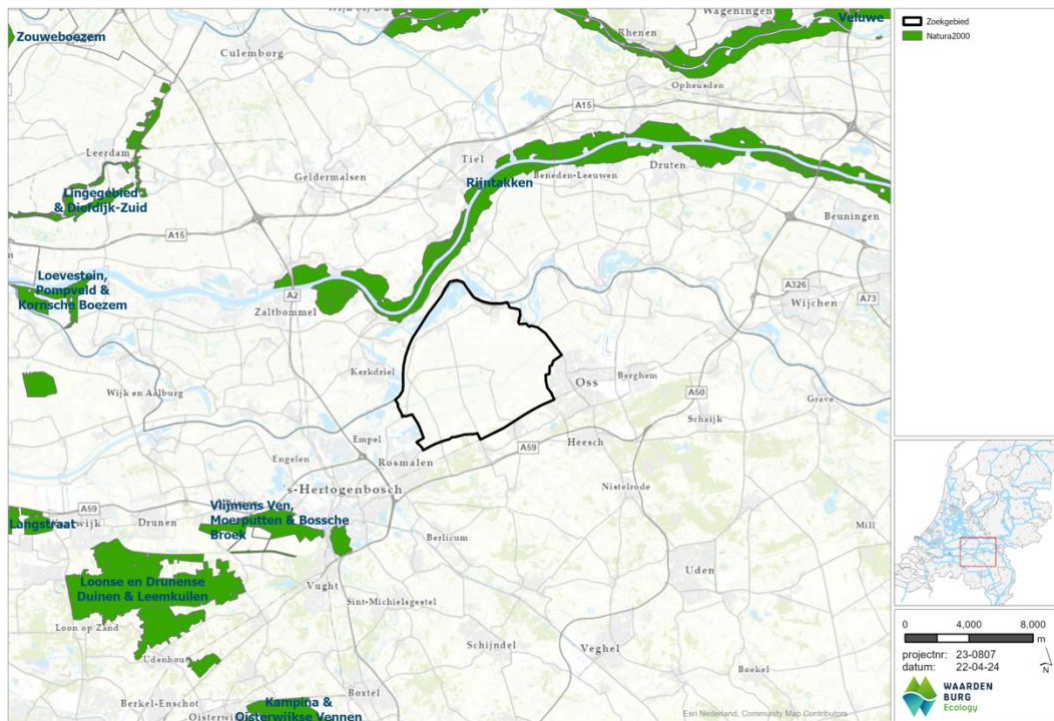 Zouweboezem
Culemborg
Rhenen
Wageningen
Veluwe
Opheusden
A15
Leerdam
Tiel
Geldermalsen
Rijntakken
Beneden-Leeuwen
Druten
Lingegebied
& Diefdijk-Zuid
Beuningen
A15
Loevestein,
Pompveld &
Kornsche Boezem
A2
Zaltbommel
A326
Wijchen
A73
Kerkdriel
Wijk en Aalburg
Oss
Berghem
A50
Grave
Schaijk
Empel
Engelen
Rosmalen
A59
Heesch
's-Hertogenbosch
Nistelrode
A59
Langstraat
Drunen
Vlijmens Ven,
Moerputten & Bossche
Broek
Berlicum
Mill
Uden
Loonse en Drunense
Duinen & Leemkuilen
Vught
Sint-Michielsgestel
Loon op Zand
Udenhout
Schijndel
Veghel
Boekel
Berkel-Enschot
Boxtel
Kampina &
Oisterwijkse Vennen
Esri Nederland, Community Map Contributors
Zoekgebied
Natura2000
0 4,000 8,000
m
projectnr: 23-0807
datum: 22-04-24
N
WAARDEN
BURG
Ecology